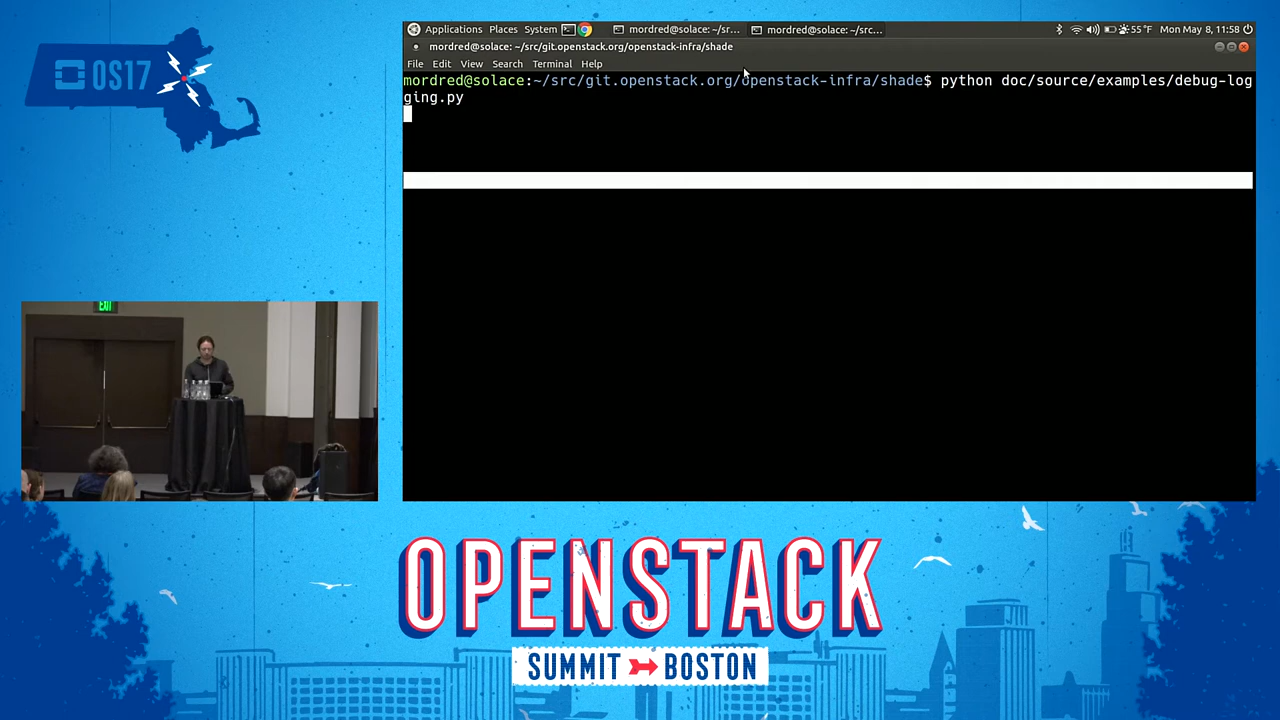 OS17
Applications Places System mordred@solace: ~/sr... mordred@solace: ~/src... 55 °F Mon May 8, 11:58
mordred@solace: ~/src/git.openstack.org/openstack-infra/shade
File Edit View Search Terminal Help
mordred@solace:~/src/git.openstack.org/openstack-infra/shade$ python doc/source/examples/debug-log
ging.py
EXIT
OPENSTACK
SUMMIT BOSTON